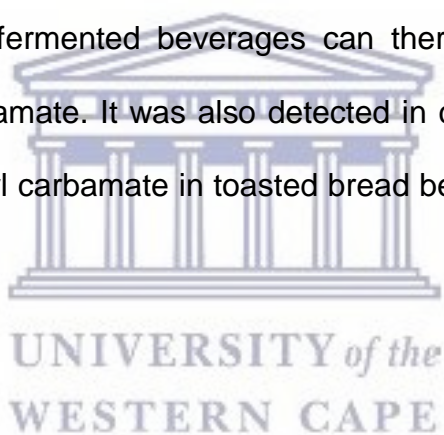 fermented beverages can ther
amate. It was also detected in
l carbamate in toasted bread be
UNIVERSITY of the
WESTERN CAPE